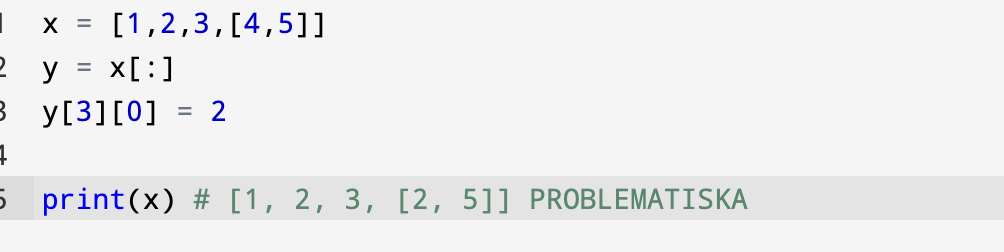 1 x = [1,2,3,[4,5]]
2 y = x[:]
3 y[3][0] = 2
4
5 print(x) # [1, 2, 3, [2, 5]] PROBLEMATISKA